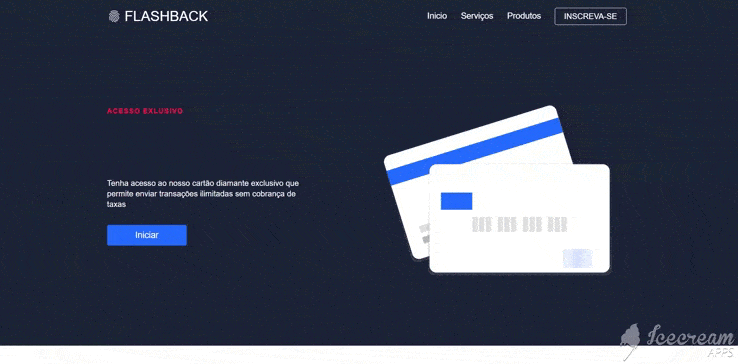 FLASHBACK
Inicio Serviços Produtos INSCREVA-SE
ACESSO EXLUSIVO
Tenha acesso ao nosso cartão diamante exclusivo que
permite enviar transações ilimitadas sem cobrança de
taxas
Iniciar
Icecream
APPS